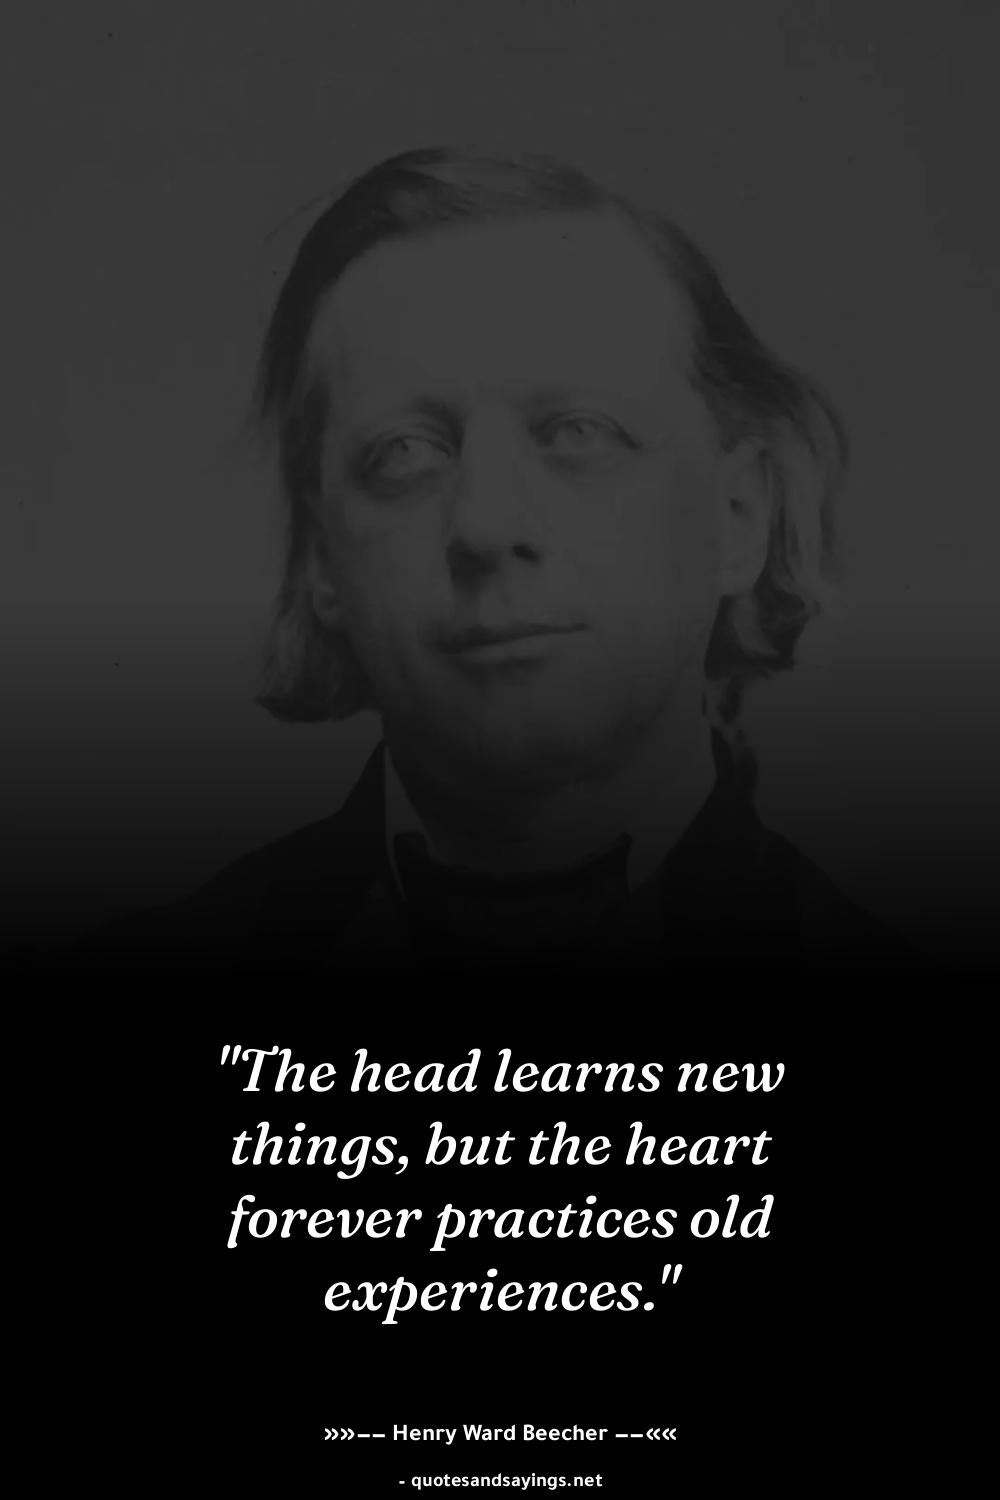 "The head learns new
things, but the heart
forever practices old
experiences."
»»–– Henry Ward Beecher ––««
- quotesandsayings.net